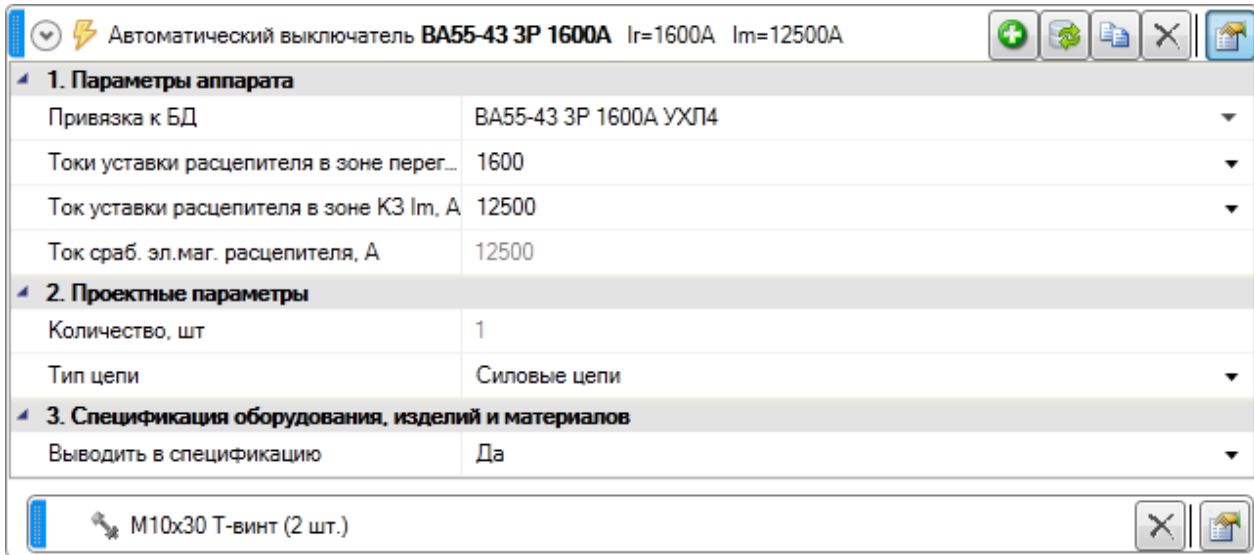 Автоматический выключатель ВА55-43 3Р 1600А Ir=1600А Im=12500А
1. Параметры аппарата
Привязка к БД ВА55-43 3Р 1600А УХЛ4
Токи уставки расцепителя в зоне перег... 1600
Ток уставки расцепителя в зоне КЗ Im, А 12500
Ток сраб. эл.маг. расцепителя, А 12500
2. Проектные параметры
Количество, шт 1
Тип цепи Силовые цепи
3. Спецификация оборудования, изделий и материалов
Выводить в спецификацию Да
М10х30 Т-винт (2 шт.)